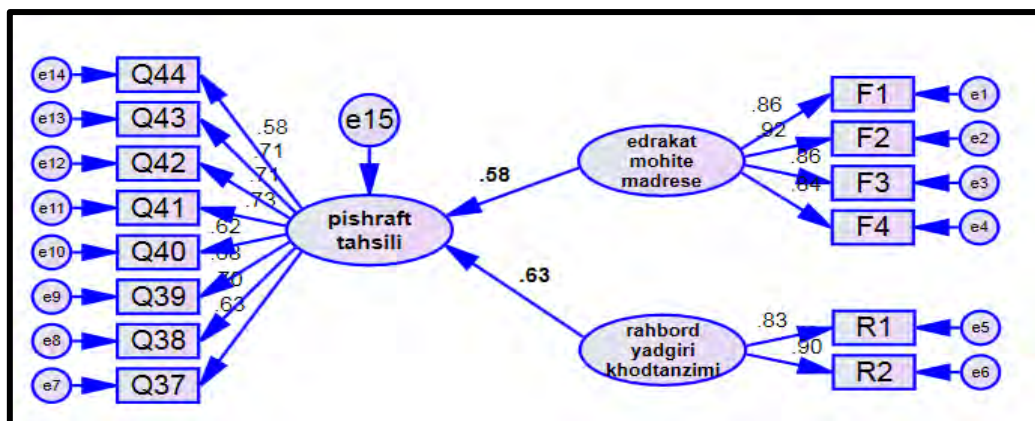 e14 Q44
e13 Q43
e12 Q42
e11 Q41
e10 Q40
e9 Q39
e8 Q38
e7 Q37
.58
.71
.71
.73
.62
.70
.63
e15
pishraft
tahsili
.58
.63
edrakat
mohite
madrese
.86
.92
.86
F1 e1
F2 e2
F3 e3
F4 e4
rahbord
yadgiri
khodtanzimi
.83
.90
R1 e5
R2 e6